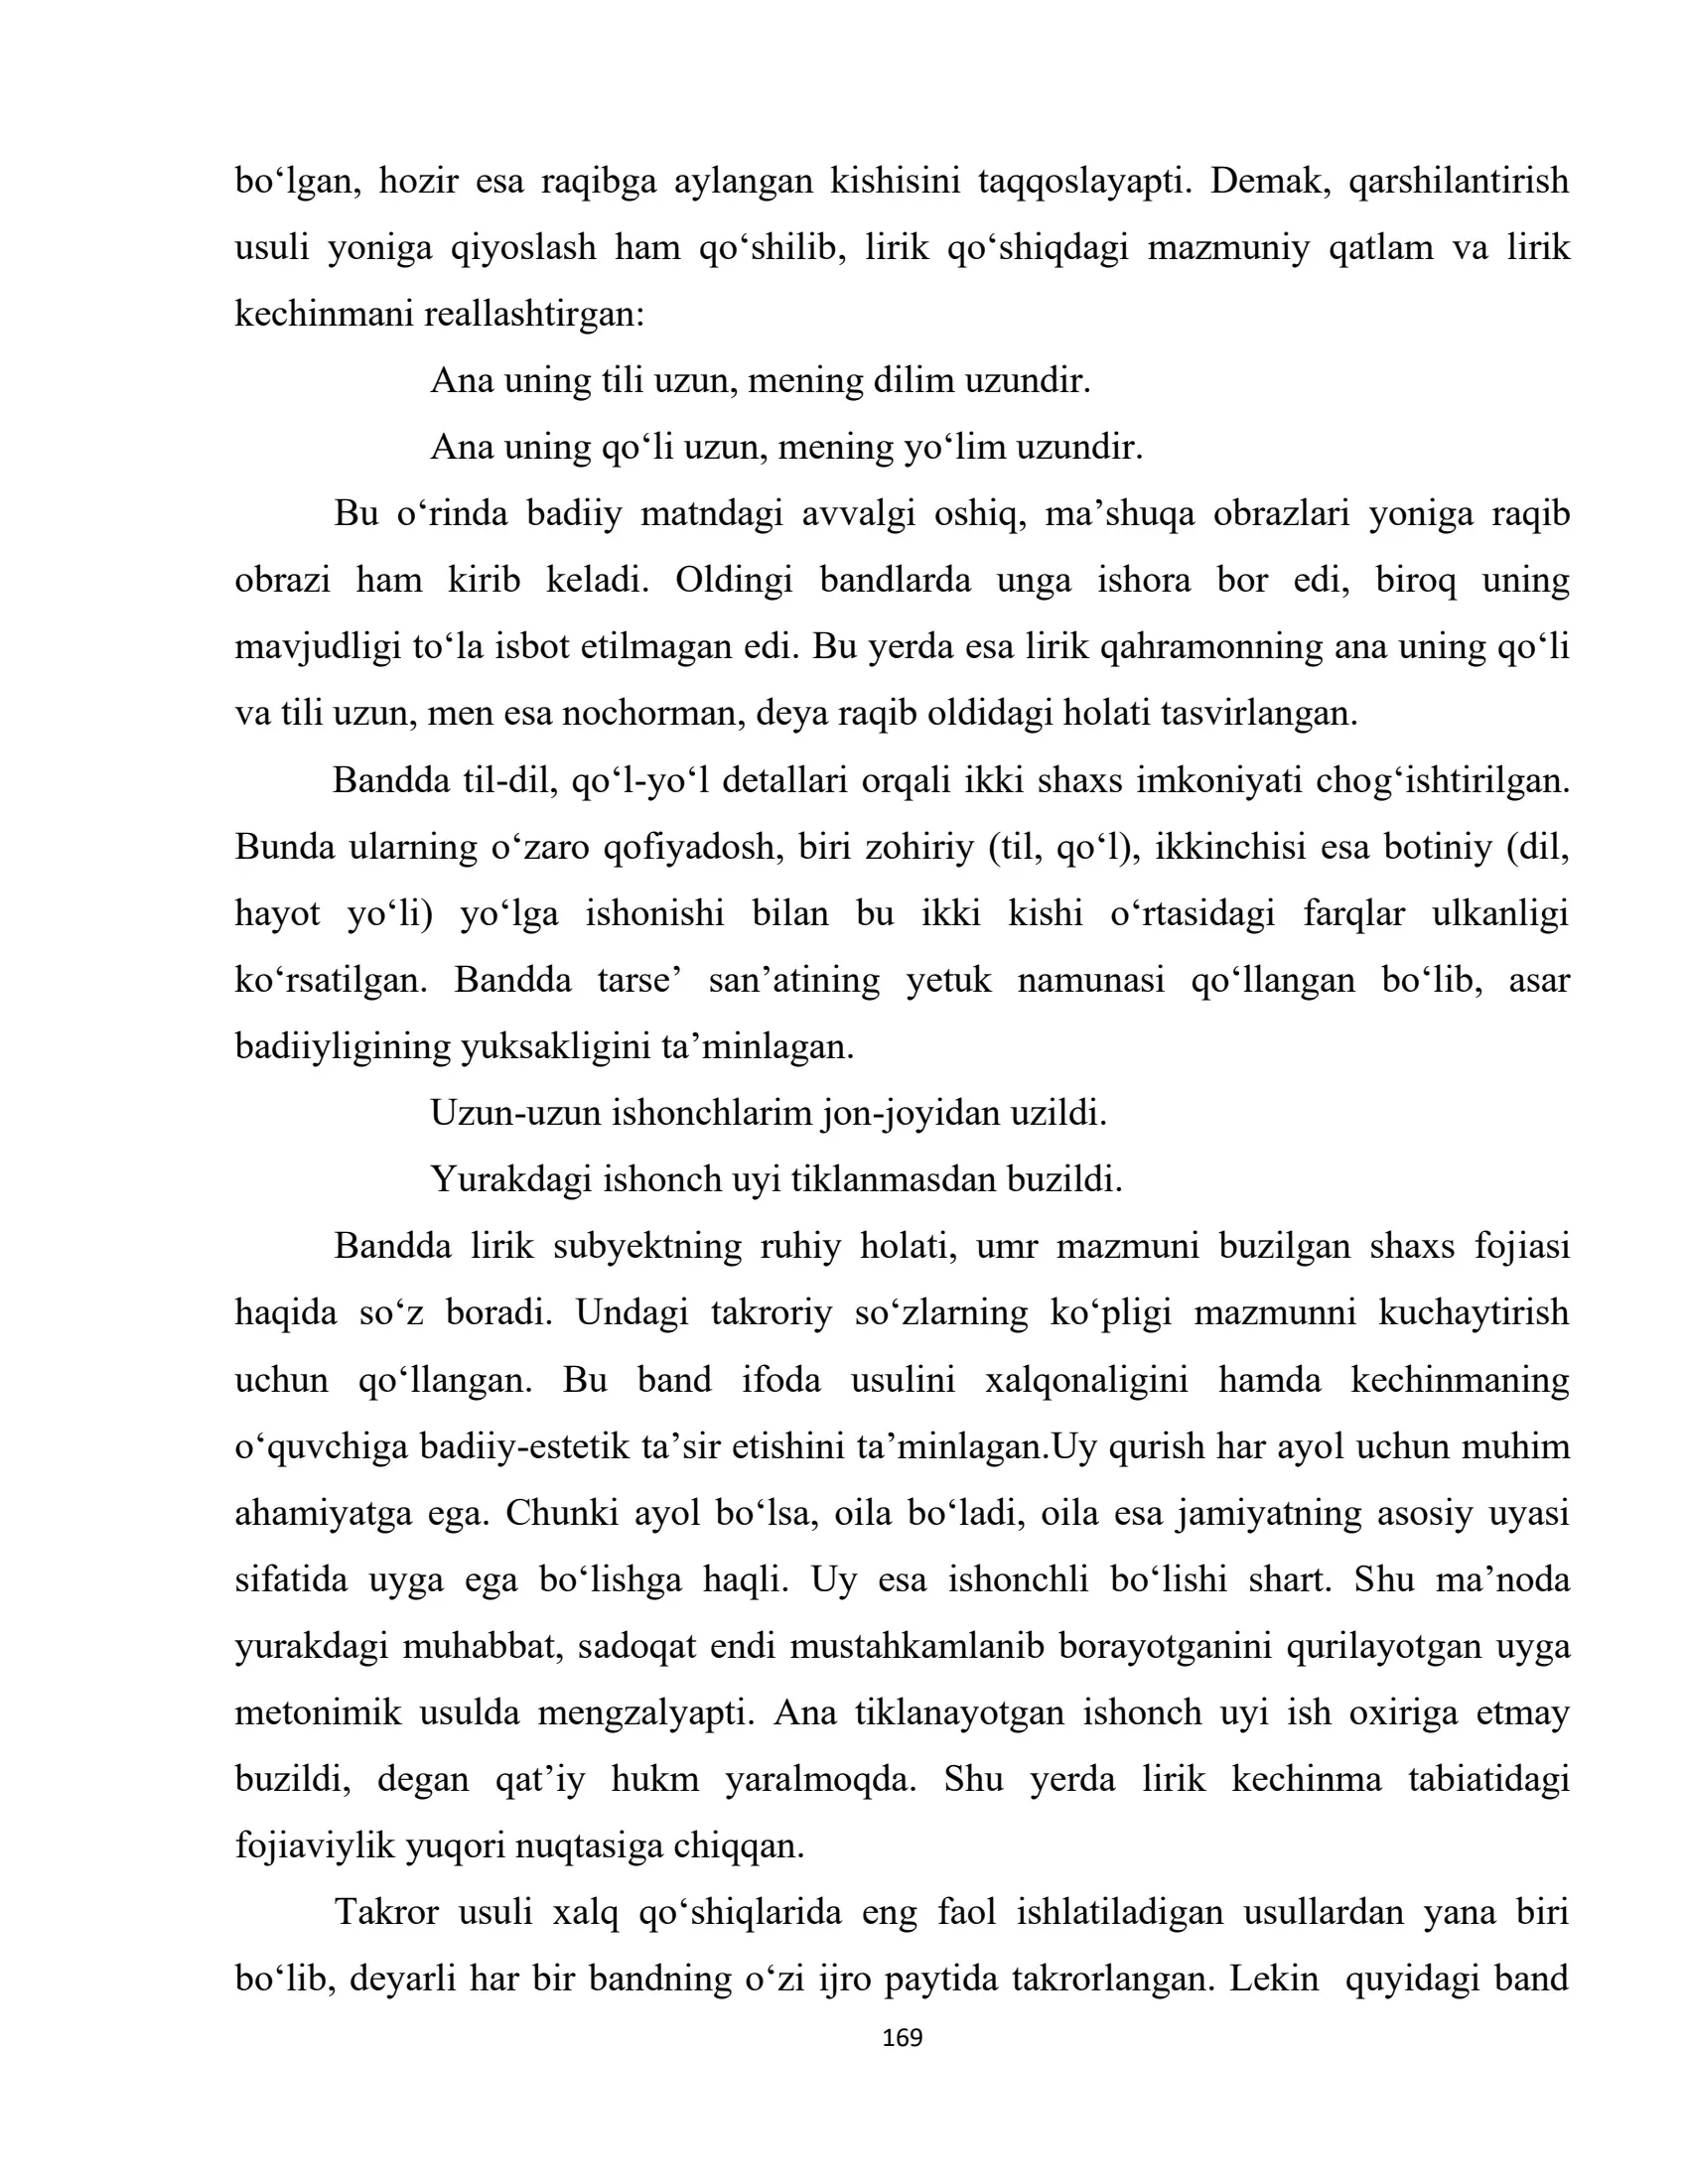 bo‘lgan, hozir esa raqibga aylangan kishisini taqqoslayapti. Demak, qarshilantirish
usuli yoniga qiyoslash ham qo‘shilib, lirik qo‘shiqdagi mazmuniy qatlam va lirik
kechinmani reallashtirgan:
Ana uning tili uzun, mening dilim uzundir.
Ana uning qo‘li uzun, mening yo‘lim uzundir.
Bu o‘rinda badiiy matndagi avvalgi oshiq, ma’shuqa obrazlari yoniga raqib
obrazi ham kirib keladi. Oldingi bandlarda unga ishora bor edi, biroq uning
mavjudligi to‘la isbot etilmagan edi. Bu yerda esa lirik qahramonning ana uning qo‘li
va tili uzun, men esa nochorman, deya raqib oldidagi holati tasvirlangan.
Bandda til-dil, qo‘l-yo‘l detallari orqali ikki shaxs imkoniyati chog‘ishtirilgan.
Bunda ularning o‘zaro qofiyadosh, biri zohiriy (til, qo‘l), ikkinchisi esa botiniy (dil,
hayot yo‘li) yo‘lga ishonishi bilan bu ikki kishi o‘rtasidagi farqlar ulkanligi
ko‘rsatilgan. Bandda tarse’ san’atining yetuk namunasi qo‘llangan bo‘lib, asar
badiiyligining yuksakligini ta’minlagan.
Uzun-uzun ishonchlarim jon-joyidan uzildi.
Yurakdagi ishonch uyi tiklanmasdan buzildi.
Bandda lirik subyektning ruhiy holati, umr mazmuni buzilgan shaxs fojiasi
haqida so‘z boradi. Undagi takroriy so‘zlarning ko‘pligi mazmunni kuchaytirish
uchun qo‘llangan. Bu band ifoda usulini xalqonaligini hamda kechinmaning
o‘quvchiga badiiy-estetik ta’sir etishini ta’minlagan.Uy qurish har ayol uchun muhim
ahamiyatga ega. Chunki ayol bo‘lsa, oila bo‘ladi, oila esa jamiyatning asosiy uyasi
sifatida uyga ega bo‘lishga haqli. Uy esa ishonchli bo‘lishi shart. Shu ma’noda
yurakdagi muhabbat, sadoqat endi mustahkamlanib borayotganini qurilayotgan uyga
metonimik usulda mengzalyapti. Ana tiklanayotgan ishonch uyi ish oxiriga etmay
buzildi, degan qat’iy hukm yaralmoqda. Shu yerda lirik kechinma tabiatidagi
fojiaviylik yuqori nuqtasiga chiqqan.
Takror usuli xalq qo‘shiqlarida eng faol ishlatiladigan usullardan yana biri
bo‘lib, deyarli har bir bandning o‘zi ijro paytida takrorlangan. Lekin  quyidagi band
169